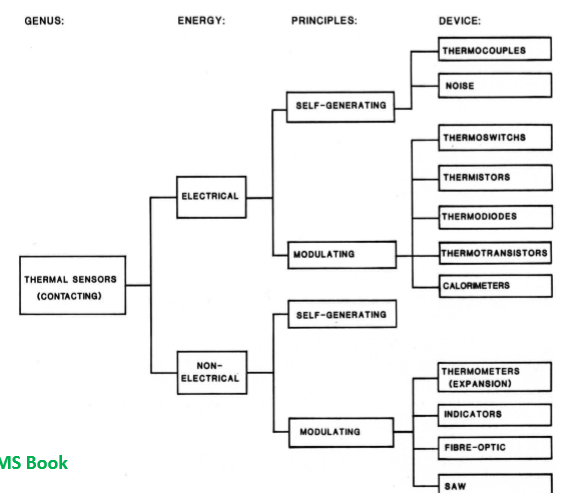 GENUS:
ENERGY:
PRINCIPLES:
DEVICE:
THERMOCOUPLES
NOISE
SELF-GENERATING
THERMOSWITCHS
THERMISTORS
ELECTRICAL
THERMODIODES
MODULATING
THERMOTRANSISTORS
CALORIMETERS
THERMAL SENSORS
(CONTACTING)
SELF-GENERATING
NON-
ELECTRICAL
THERMOMETERS
(EXPANSION)
INDICATORS
MODULATING
FIBRE-OPTIC
SAW
MS Book